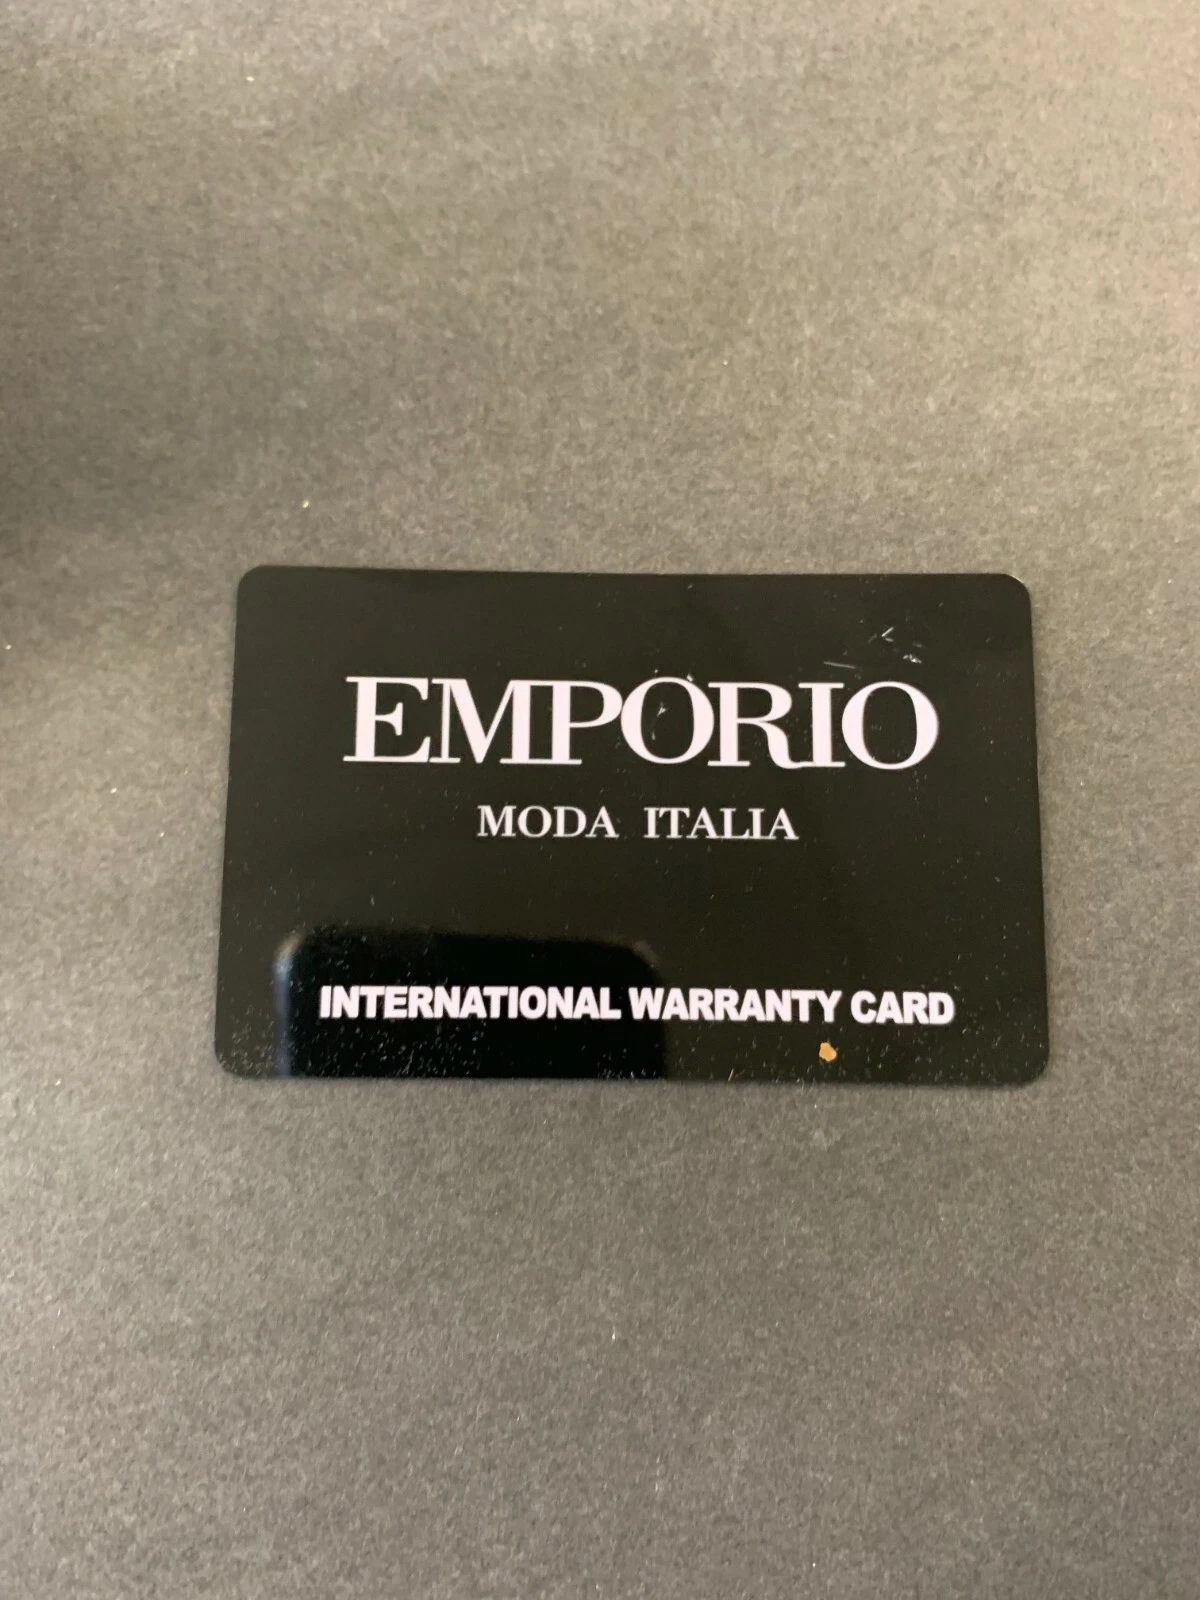 EMPORIO
MODA ITALIA
INTERNATIONAL WARRANTY CARD